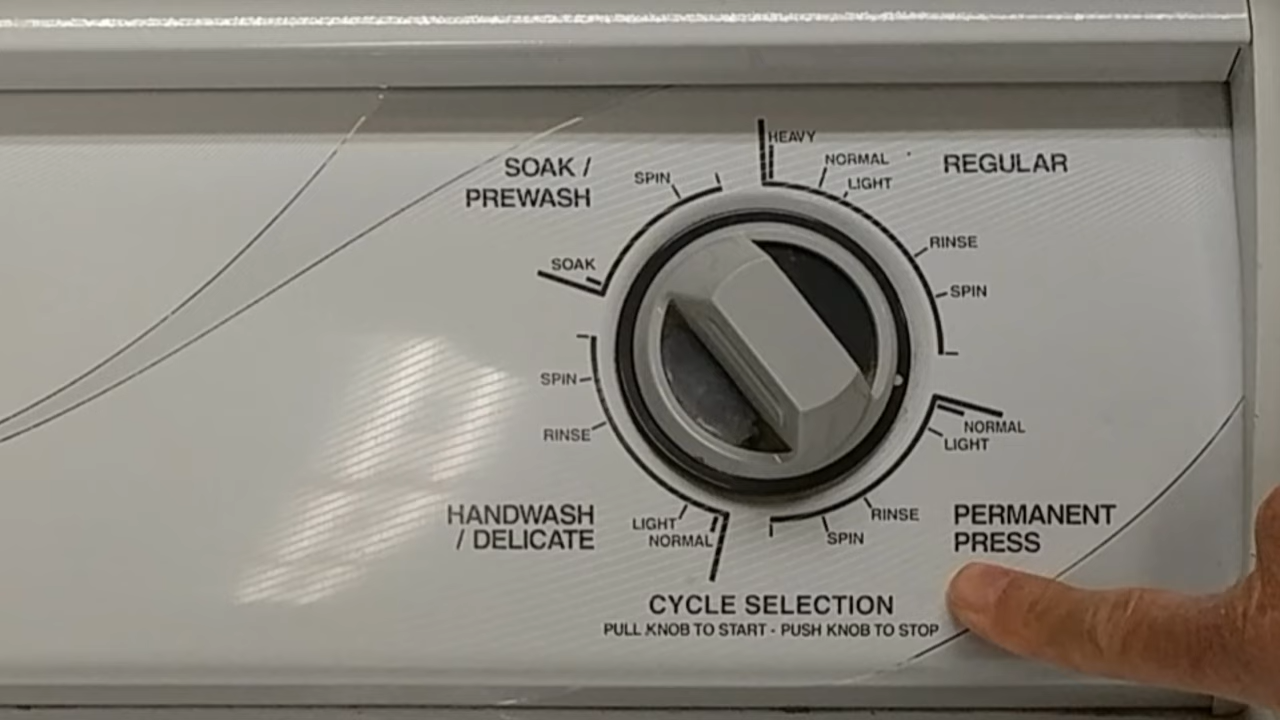 HEAVY
NORMAL
LIGHT
REGULAR
RINSE
SPIN
SOAK /
PREWASH
SPIN
SOAK
NORMAL
LIGHT
RINSE
SPIN
PERMANENT
PRESS
SPIN
RINSE
HANDWASH
/ DELICATE
LIGHT
NORMAL
CYCLE SELECTION
PULL KNOB TO START - PUSH KNOB TO STOP